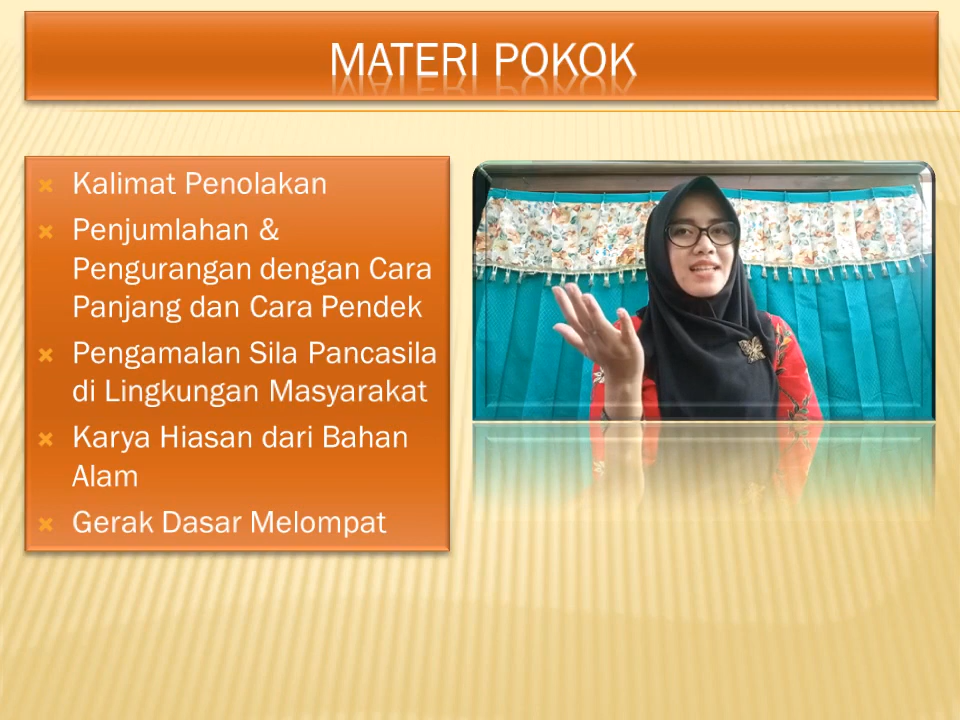 MATERI POKOK
Kalimat Penolakan
Penjumlahan &
Pengurangan dengan Cara
Panjang dan Cara Pendek
Pengamalan Sila Pancasila
di Lingkungan Masyarakat
Karya Hiasan dari Bahan
Alam
Gerak Dasar Melompat